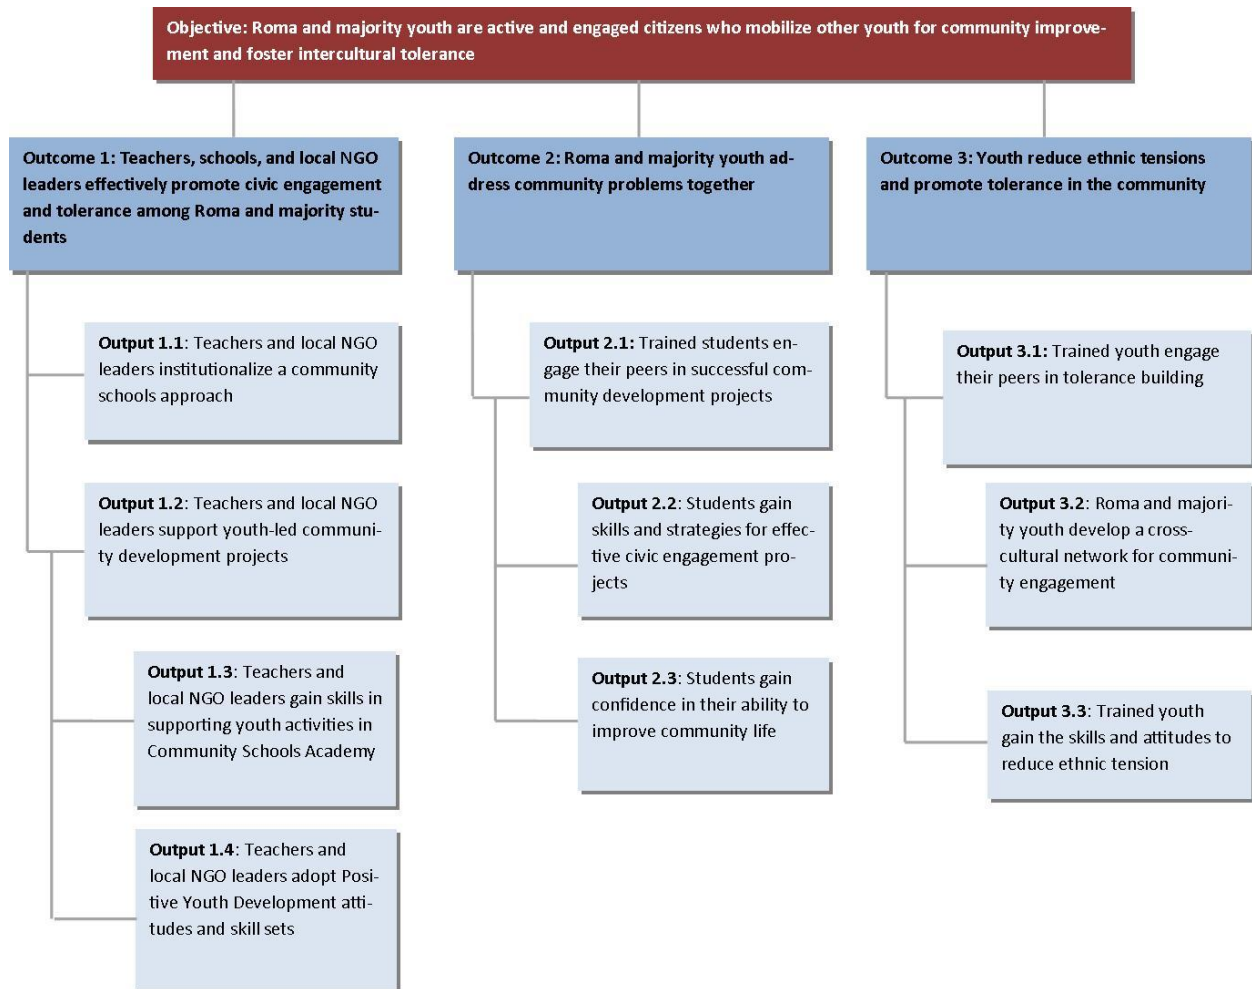 Objective: Roma and majority youth are active and engaged citizens who mobilize other youth for community improve-
ment and foster intercultural tolerance
Outcome 1: Teachers, schools, and local NGO
leaders effectively promote civic engagement
and tolerance among Roma and majority stu-
dents
Output 1.1: Teachers and local NGO
leaders institutionalize a community
schools approach
Output 1.2: Teachers and local NGO
leaders support youth-led communi-
ty development projects
Output 1.3: Teachers and
local NGO leaders gain skills in
supporting youth activities in
Community Schools Academy
Output 1.4: Teachers and
local NGO leaders adopt Posi-
tive Youth Development atti-
tudes and skill sets
Outcome 2: Roma and majority youth ad-
dress community problems together
Output 2.1: Trained students en-
gage their peers in successful com-
munity development projects
Output 2.2: Students gain
skills and strategies for effec-
tive civic engagement pro-
jects
Output 2.3: Students gain
confidence in their ability to
improve community life
Outcome 3: Youth reduce ethnic tensions
and promote tolerance in the community
Output 3.1: Trained youth engage
their peers in tolerance building
Output 3.2: Roma and majori-
ty youth develop a cross-
cultural network for communi-
ty engagement
Output 3.3: Trained youth
gain the skills and attitudes to
reduce ethnic tension